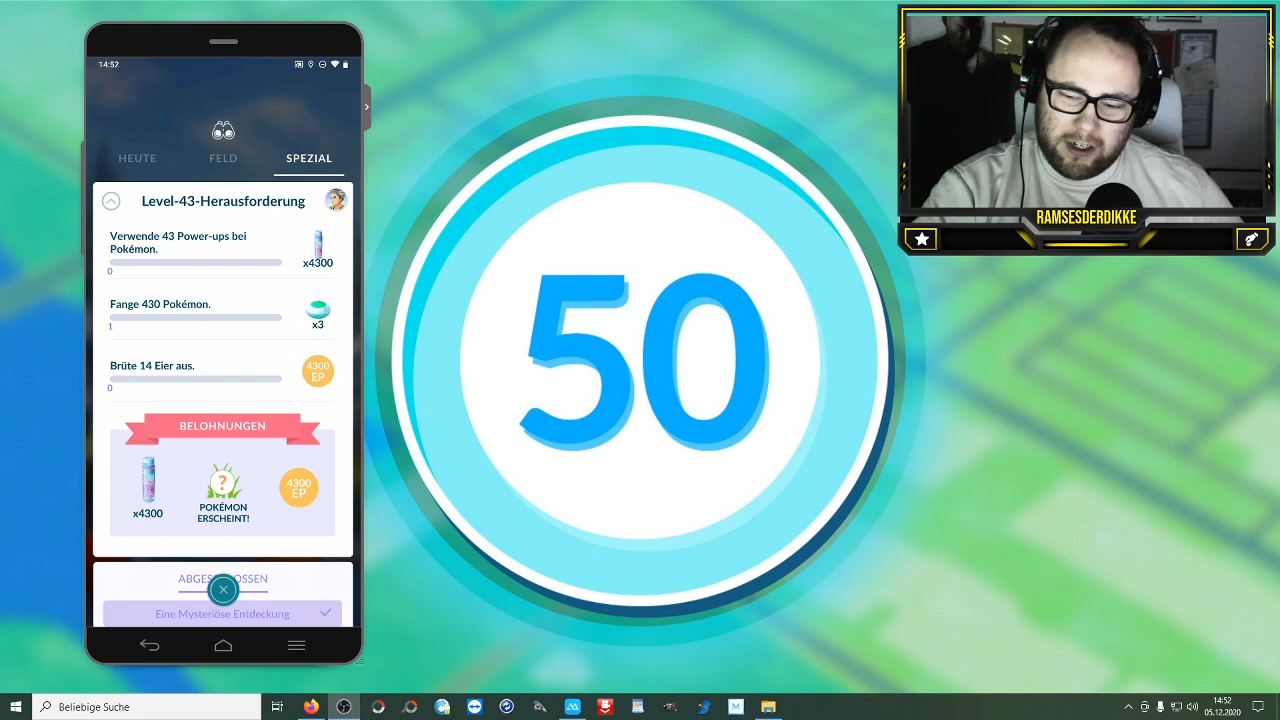 14:52
HEUTE
FELD
SPEZIAL
Level-43-Herausforderung
Verwende 43 Power-ups bei
Pokémon.
0
x4300
Fange 430 Pokémon.
1
x3
Brüte 14 Eier aus.
0
4300
EP
BELOHNUNGEN
x4300
?
POKÉMON
ERSCHEINT!
4300
EP
Eine Mysteriöse Entdeckung
50
RAMSESDERDIKKE
Beliebige Suche
M
14:52
05.12.2020